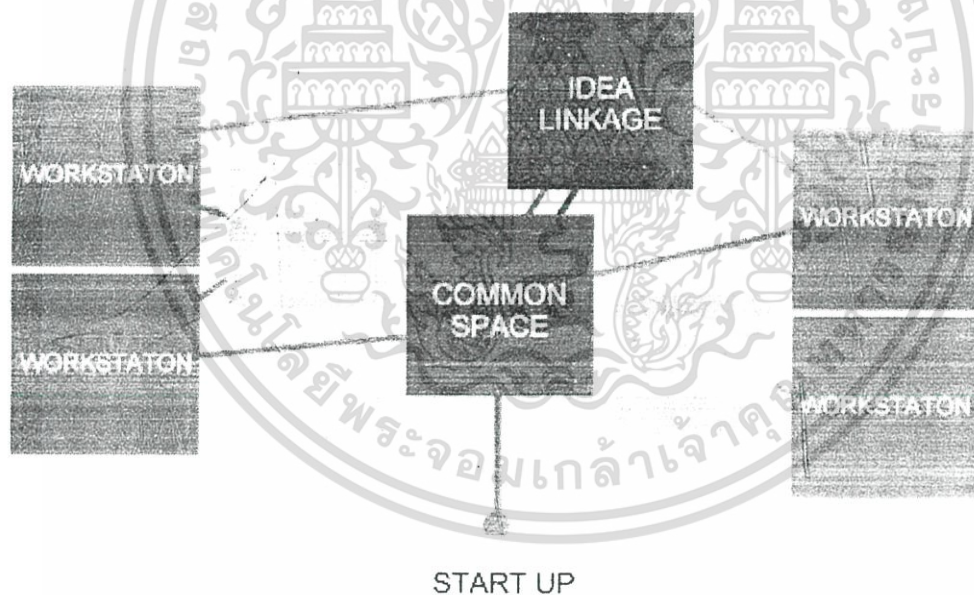 IDEA
LINKAGE
WORKSTATON
WORKSTATON
COMMON
SPACE
WORKSTATON
WORKSTATON
START UP